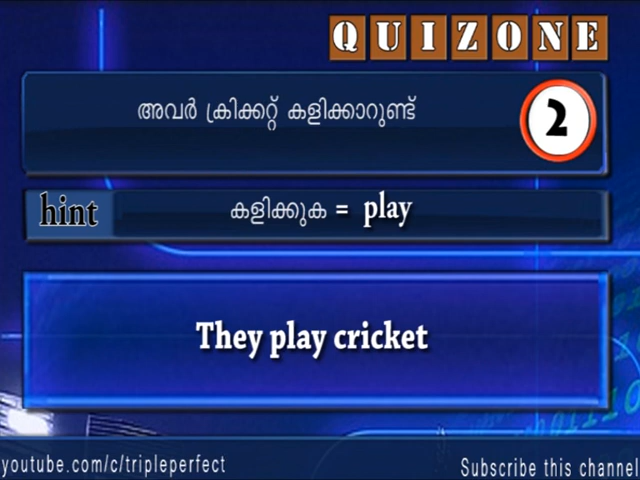 QUIZONE
അവർ ക്രിക്കറ്റ് കളിക്കാറുണ്ട്
2
hint
കളിക്കുക = play
They play cricket
youtube.com/c/tripleperfect
Subscribe this channel